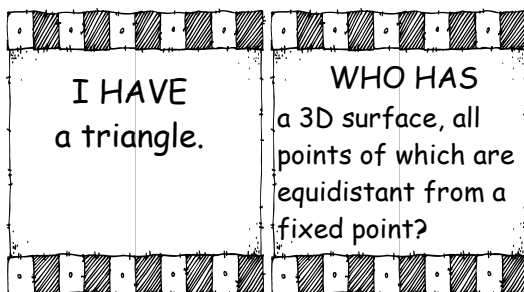 I HAVE
a triangle.
WHO HAS
a 3D surface, all
points of which are
equidistant from a
fixed point?